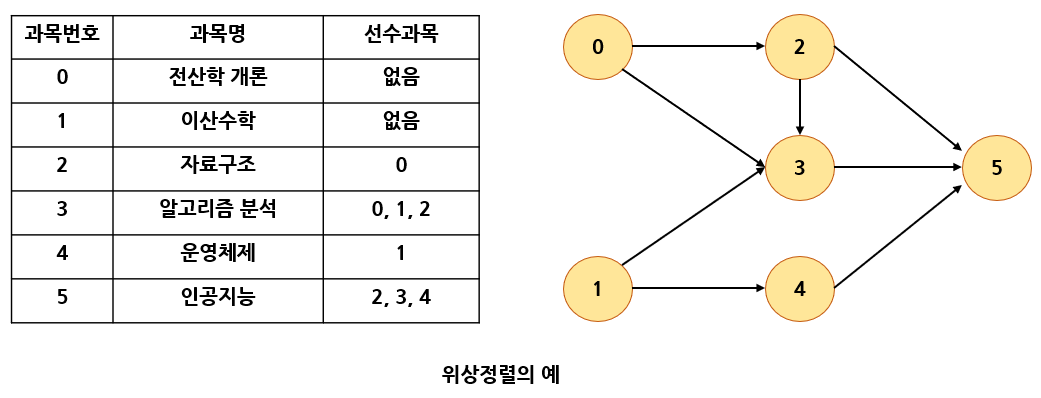 과목번호 과목명 선수과목
0 전산학 개론 없음
1 이산수학 없음
2 자료구조 0
3 알고리즘 분석 0, 1, 2
4 운영체제 1
5 인공지능 2, 3, 4
0 2
3 5
1 4
위상정렬의 예